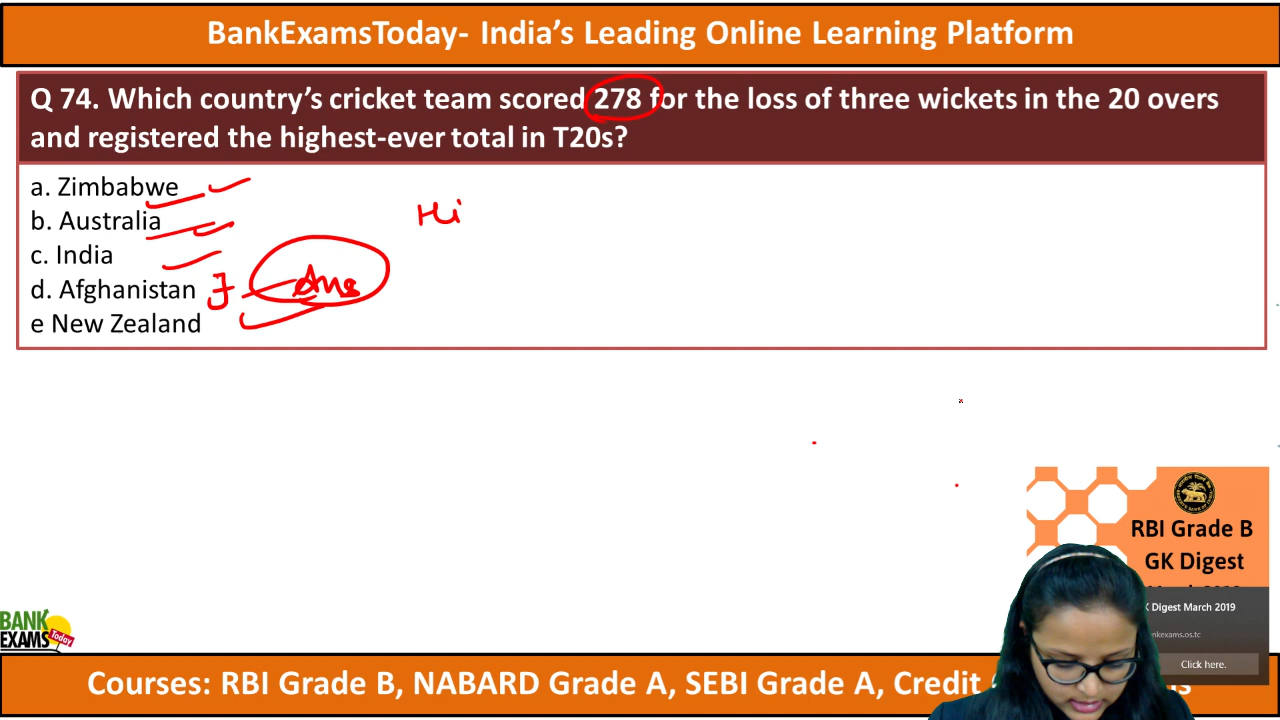 BankExamsToday- India's Leading Online Learning Platform
Q 74. Which country's cricket team scored 278 for the loss of three wickets in the 20 overs
and registered the highest-ever total in T20s?
a. Zimbabwe
b. Australia
c. India
d. Afghanistan
e New Zealand
Hi
Ans
RBI Grade B
GK Digest
Digest March 2019
Click here.
BANK
EXAMS Today
Courses: RBI Grade B, NABARD Grade A, SEBI Grade A, Credit